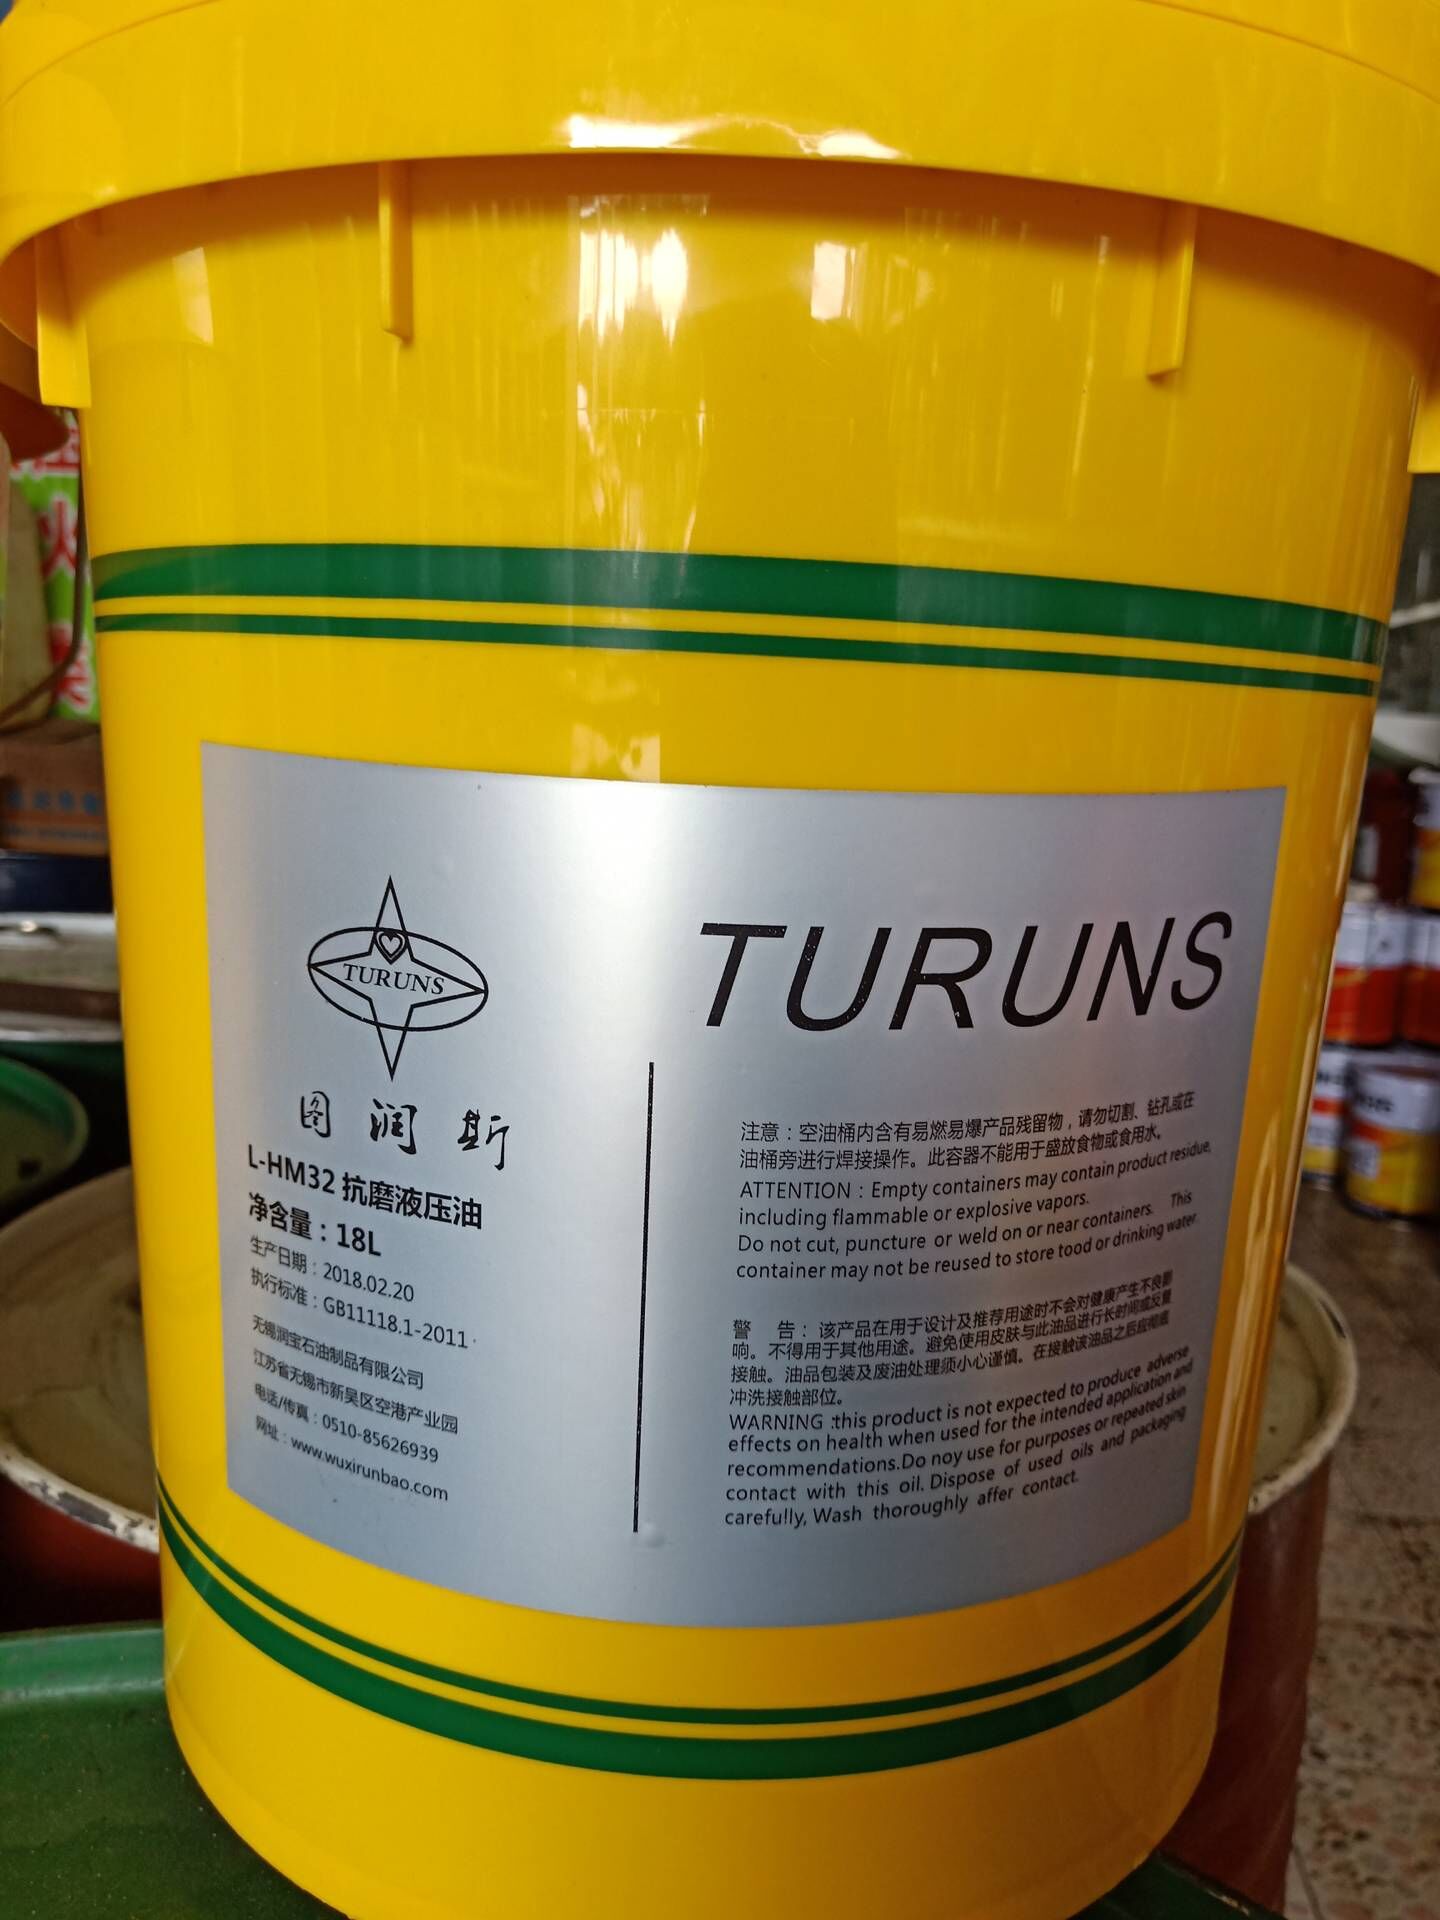 TURUNS
图润斯
L-HM32 抗磨液压油
净含量：18L
生产日期：2018.02.20
执行标准：GB11118.1-2011
无锡润宝石油制品有限公司
江苏省无锡市新吴区空港产业园
电话/传真：0510-85626939
网址：www.wuxirunbao.com
TURUNS
注意：空油桶内含有易燃易爆产品残留物，请勿切割、钻孔或在
油桶旁进行焊接操作。此容器不能用于盛放食物或食用水。
ATTENTION：Empty containers may contain product residue,
including flammable or explosive vapors.
Do not cut, puncture or weld on or near containers. This
container may not be reused to store tood or drinking water.
警 告：该产品在用于设计及推荐用途时不会对健康产生不良影
响。不得用于其他用途。避免使用皮肤与此油品进行长时间或反复
接触。油品包装及废油处理须小心谨慎。在接触该油品之后应彻底
冲洗接触部位。
WARNING :this product is not expected to produce adverse
effects on health when used for the intended application and
recommendations.Do noy use for purposes or repeated skin
contact with this oil. Dispose of used oils and packaging
carefully, Wash thoroughly affer contact.
火